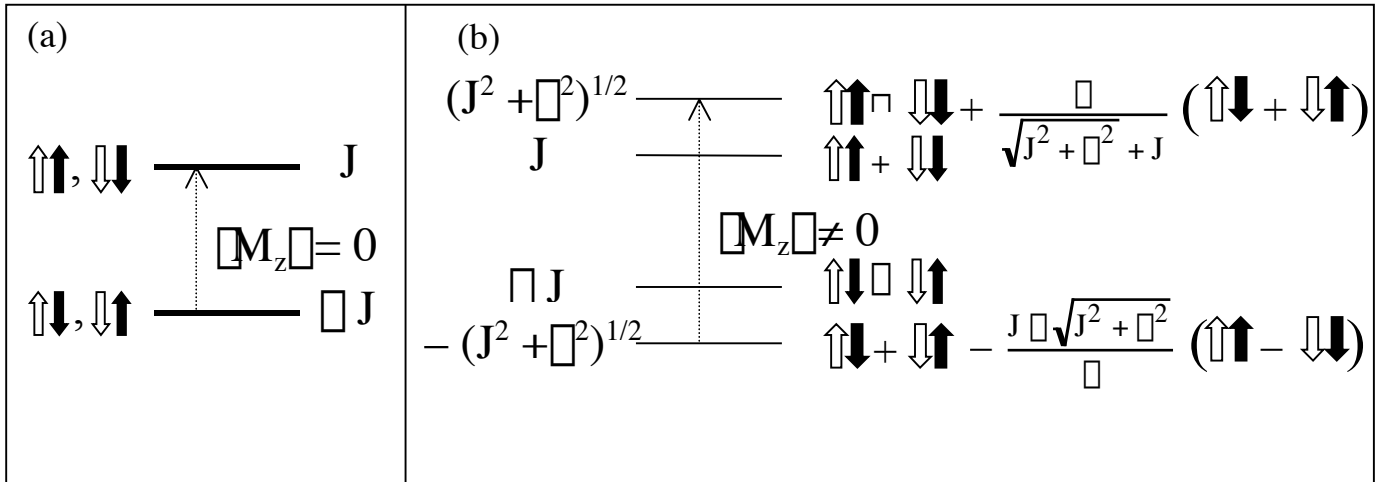 (a)
⇑⬆, ⇓⬇ J
□M_z□ = 0
⇑⬇, ⇓⬆ □ J
(b)
(J² + □²)^{1/2} ⇑⬆ □ ⇓⬇ + □ / (√(J² + □²) + J) (⇑⬇ + ⇓⬆)
J ⇑⬆ + ⇓⬇
□M_z□ ≠ 0
□ J ⇑⬇ □ ⇓⬆
− (J² + □²)^{1/2} ⇑⬇ + ⇓⬆ − (J □ √(J² + □²)) / □ (⇑⬆ − ⇓⬇)